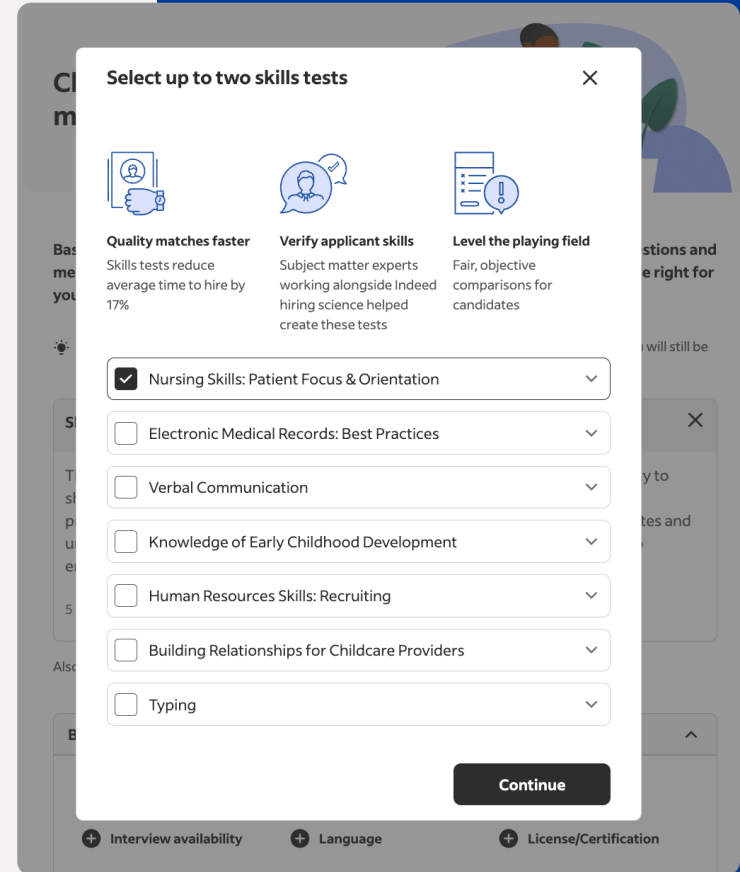 Select up to two skills tests
Quality matches faster
Skills tests reduce
average time to hire by
17%
Verify applicant skills
Subject matter experts
working alongside Indeed
hiring science helped
create these tests
Level the playing field
Fair, objective
comparisons for
candidates
stions and
e right for
will still be
Nursing Skills: Patient Focus & Orientation
Electronic Medical Records: Best Practices
Verbal Communication
Knowledge of Early Childhood Development
Human Resources Skills: Recruiting
Building Relationships for Childcare Providers
Typing
y to
tes and
5
Continue
Interview availability
Language
License/Certification